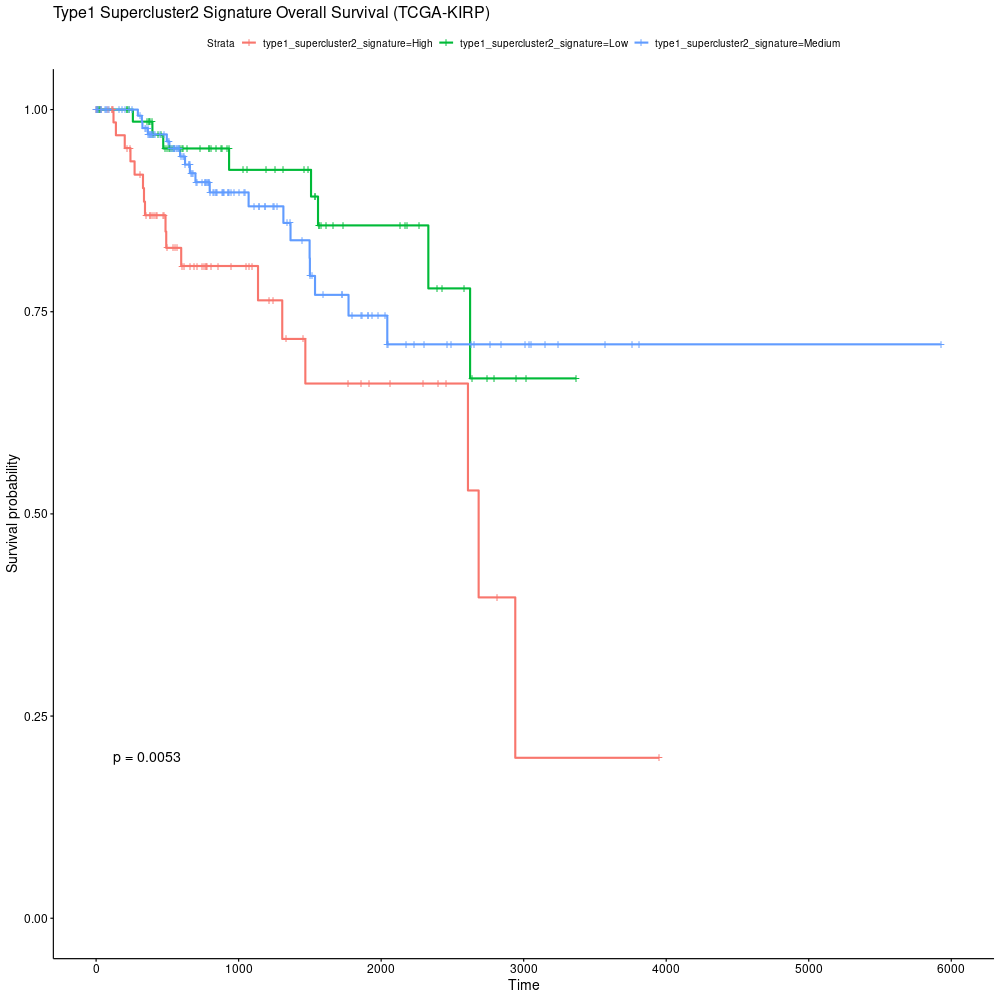 Type1 Supercluster2 Signature Overall Survival (TCGA-KIRP)
Strata type1_supercluster2_signature=High type1_supercluster2_signature=Low type1_supercluster2_signature=Medium
1.00
0.75
0.50
0.25
0.00
Survival probability
p = 0.0053
0 1000 2000 3000 4000 5000 6000
Time